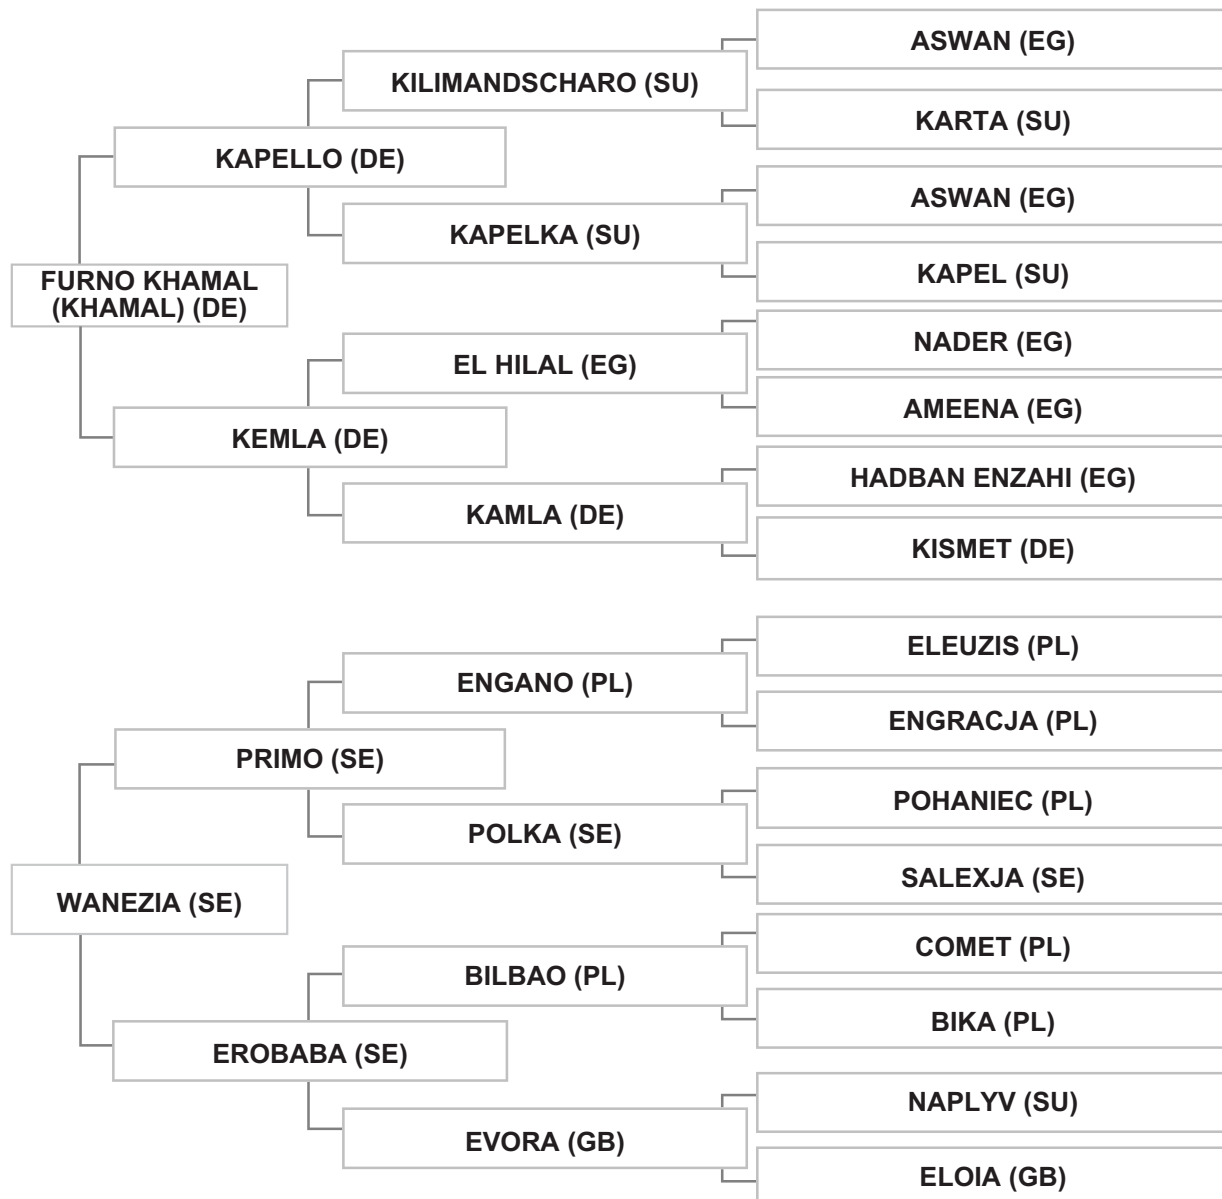 ASWAN (EG)
KILIMANDSCHARO (SU)
KARTA (SU)
KAPELLO (DE)
ASWAN (EG)
KAPELKA (SU)
KAPEL (SU)
FURNO KHAMAL
(KHAMAL) (DE)
NADER (EG)
EL HILAL (EG)
AMEENA (EG)
KEMLA (DE)
HADBAN ENZAHI (EG)
KAMLA (DE)
KISMET (DE)
ELEUZIS (PL)
ENGANO (PL)
ENGRACJA (PL)
PRIMO (SE)
POHANIEC (PL)
POLKA (SE)
SALEXJA (SE)
WANEZIA (SE)
COMET (PL)
BILBAO (PL)
BIKA (PL)
EROBABA (SE)
NAPLYV (SU)
EVORA (GB)
ELOIA (GB)